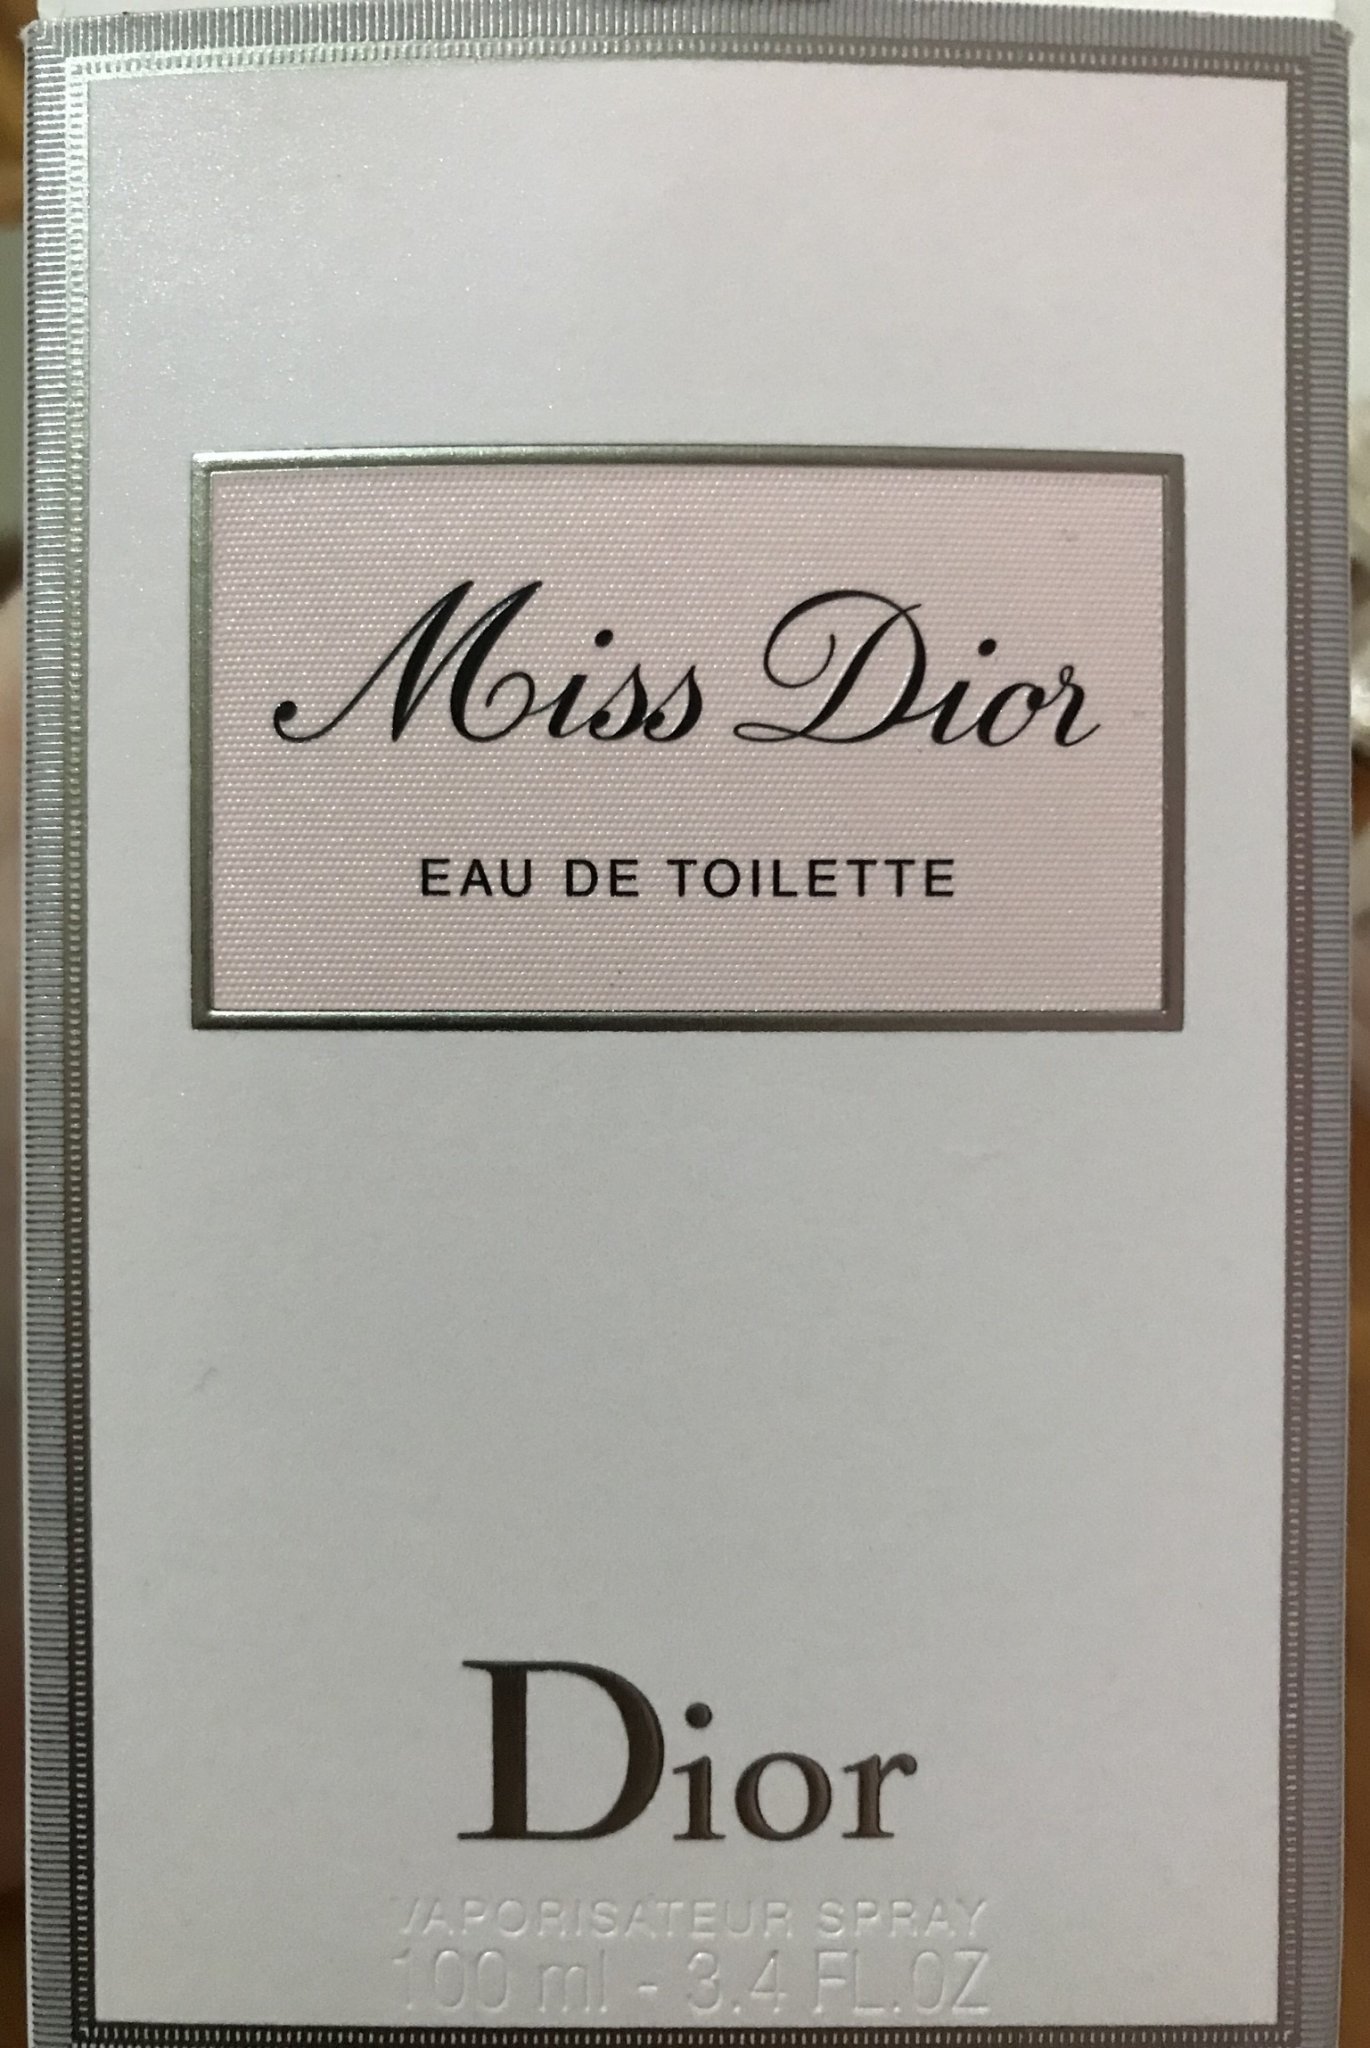 Miss Dior
EAU DE TOILETTE
Dior
VAPORISATEUR SPRAY
100 ml - 3.4 FL.OZ